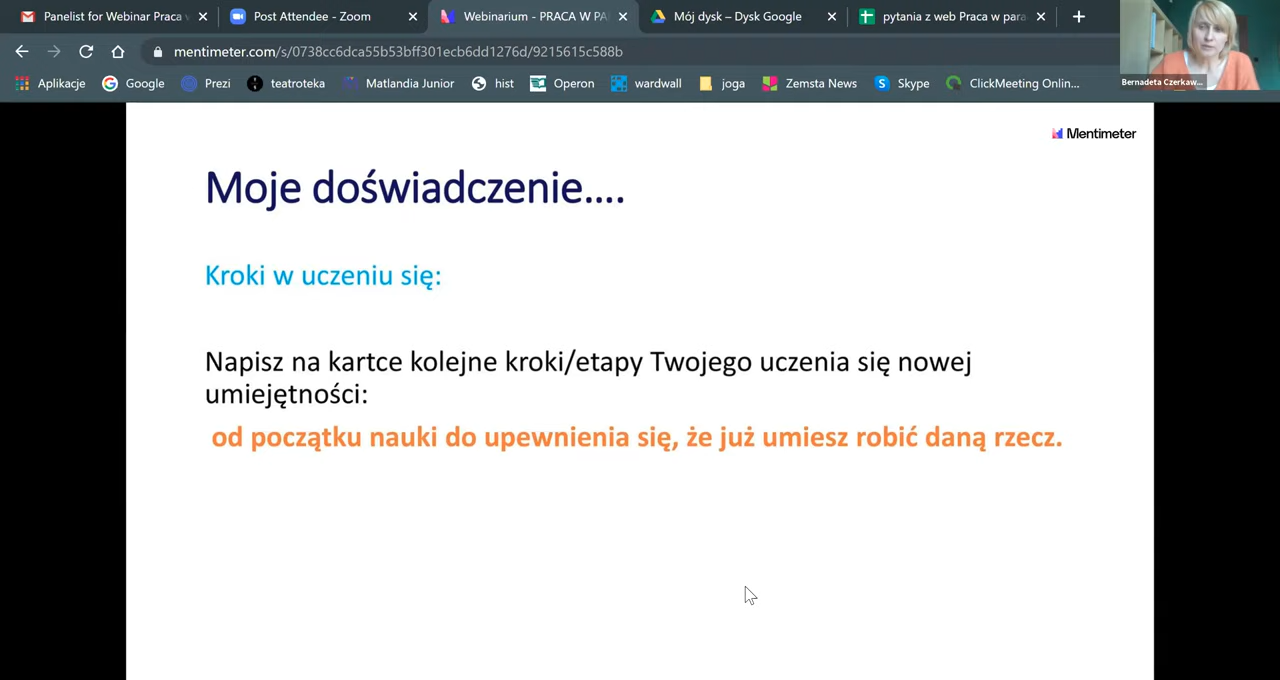 Panelist for Webinar Praca
Post Attendee - Zoom
Webinarium - PRACA W PA
Mój dysk – Dysk Google
pytania z web Praca w para
mentimeter.com/s/0738cc6dca55b53bff301ecb6dd1276d/9215615c588b
Aplikacje
Google
Prezi
teatroteka
Matlandia Junior
hist
Operon
wardwall
joga
Zemsta News
Skype
ClickMeeting Onlin...
Bernadeta Czerkaw...
Mentimeter
Moje doświadczenie....
Kroki w uczeniu się:
Napisz na kartce kolejne kroki/etapy Twojego uczenia się nowej
umiejętności:
od początku nauki do upewnienia się, że już umiesz robić daną rzecz.